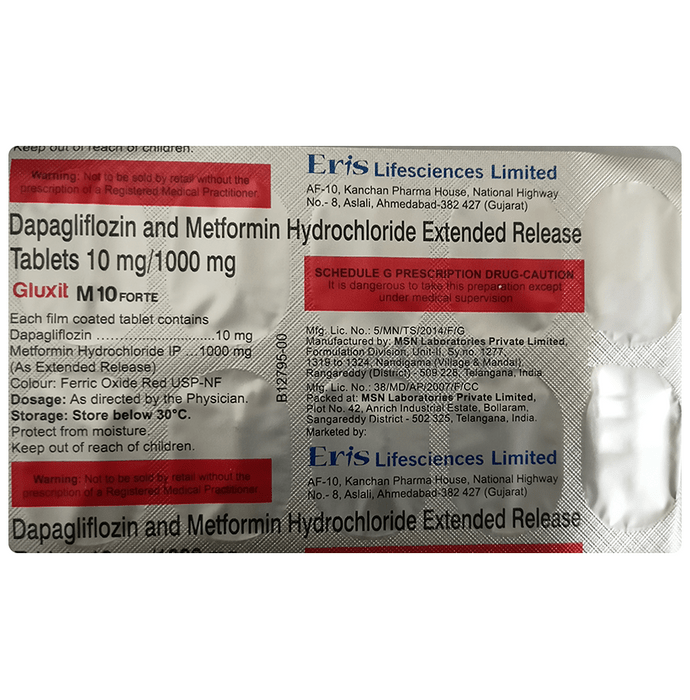 Keep out of reach of children.
Warning: Not to be sold by retail without the
prescription of a Registered Medical Practitioner.
Dapagliflozin and Metformin Hydrochloride Extended Release
Tablets 10 mg/1000 mg
Gluxit M 10 FORTE
Each film coated tablet contains
Dapagliflozin ..............................10 mg
Metformin Hydrochloride IP ...1000 mg
(As Extended Release)
Colour: Ferric Oxide Red USP-NF
Dosage: As directed by the Physician.
Storage: Store below 30°C.
Protect from moisture.
Keep out of reach of children.
Warning: Not to be sold by retail without the
prescription of a Registered Medical Practitioner
B12795-00
Eris Lifesciences Limited
AF-10, Kanchan Pharma House, National Highway
No.- 8, Aslali, Ahmedabad-382 427 (Gujarat)
SCHEDULE G PRESCRIPTION DRUG-CAUTION
It is dangerous to take this preparation except
under medical supervision
Mfg. Lic. No.: 5/MN/TS/2014/F/G
Manufactured by: MSN Laboratories Private Limited,
Formulation Division, Unit-II, Sy.no. 1277,
1319 to 1324, Nandigama (Village & Mandal),
Rangareddy (District) - 509 228, Telangana, India
Mfg. Lic. No.: 38/MD/AP/2007/F/CC
Packed at: MSN Laboratories Private Limited,
Plot No. 42, Anrich Industrial Estate, Bollaram,
Sangareddy District - 502 325, Telangana, India.
Marketed by:
Eris Lifesciences Limited
AF-10, Kanchan Pharma House, National Highway
No.- 8, Aslali, Ahmedabad-382 427 (Gujarat)
Dapagliflozin and Metformin Hydrochloride Extended Release
Tablets 10 mg/1000 mg